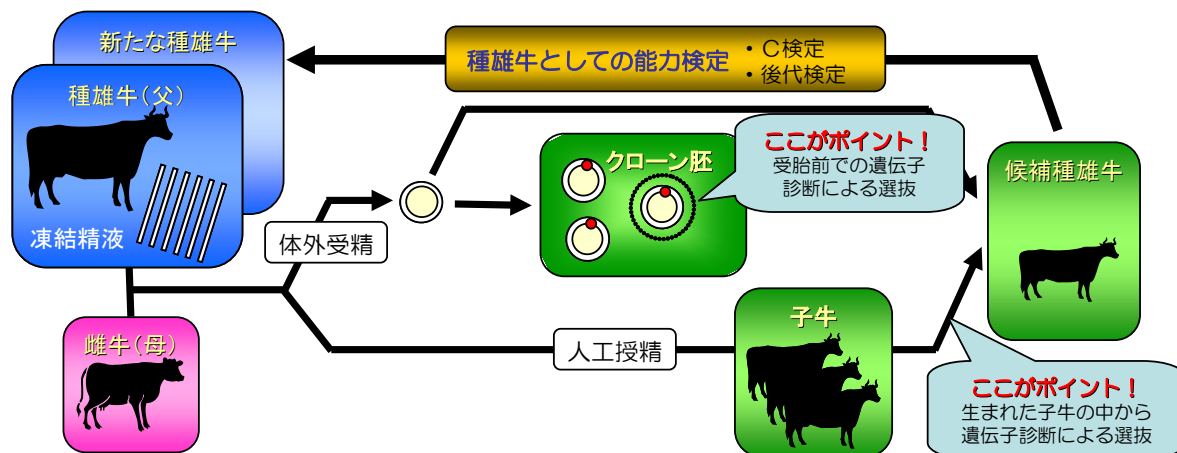 新たな種雄牛
種雄牛としての能力検定
・C検定
・後代検定
種雄牛(父)
凍結精液
体外受精
クローン胚
ここがポイント!
受胎前での遺伝子
診断による選抜
候補種雄牛
雌牛(母)
人工授精
子牛
ここがポイント!
生まれた子牛の中から
遺伝子診断による選抜